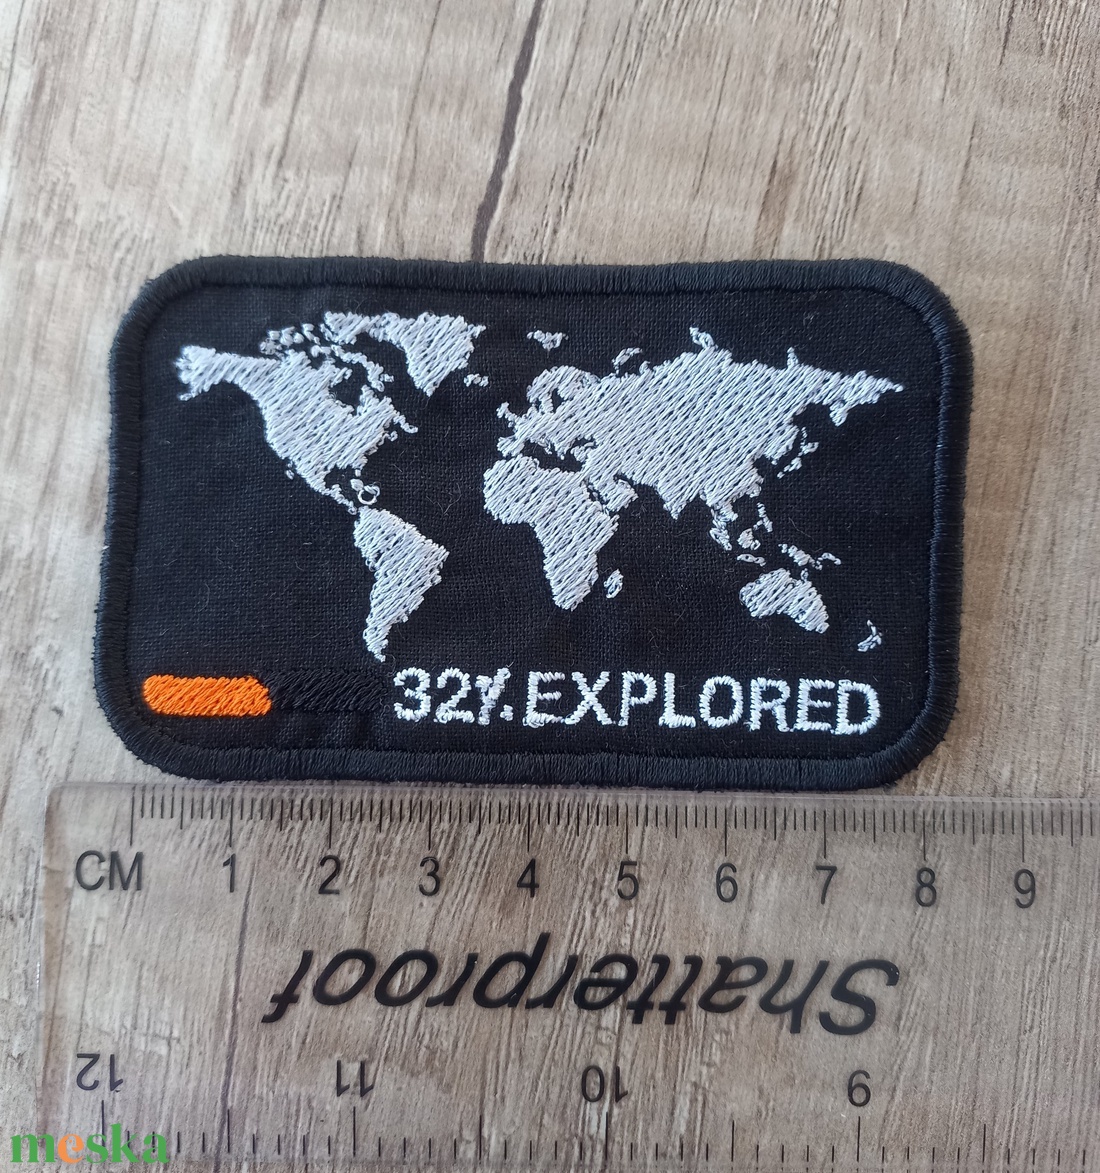 32%.EXPLORED
CM 1 2 3 4 5 6 7 8 9
Shatterproof
12 11 10 9
meska